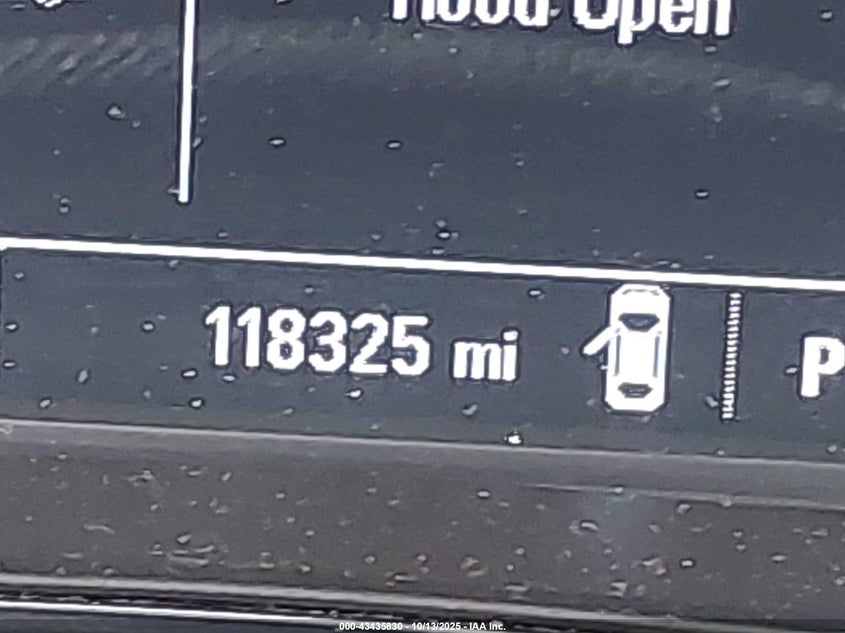 Hood Open
118325 mi
P
000-43435830 - 10/13/2025 - IAA Inc.